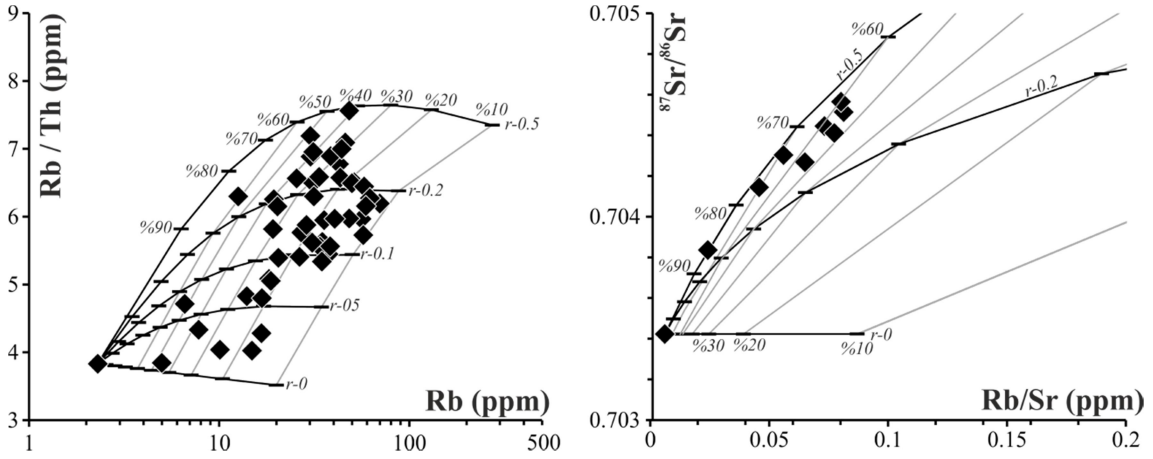 9
8
7
6
5
4
3
Rb / Th (ppm)
%90
%80
%70
%60
%50
%40
%30
%20
%10
r-0.5
r-0.2
r-0.1
r-05
r-0
Rb (ppm)
1
10
100
500
0.705
0.704
0.703
87Sr/86Sr
%60
r-0.5
%70
%80
%90
r-0.2
%30
%20
%10
r-0
Rb/Sr (ppm)
0
0.05
0.1
0.15
0.2